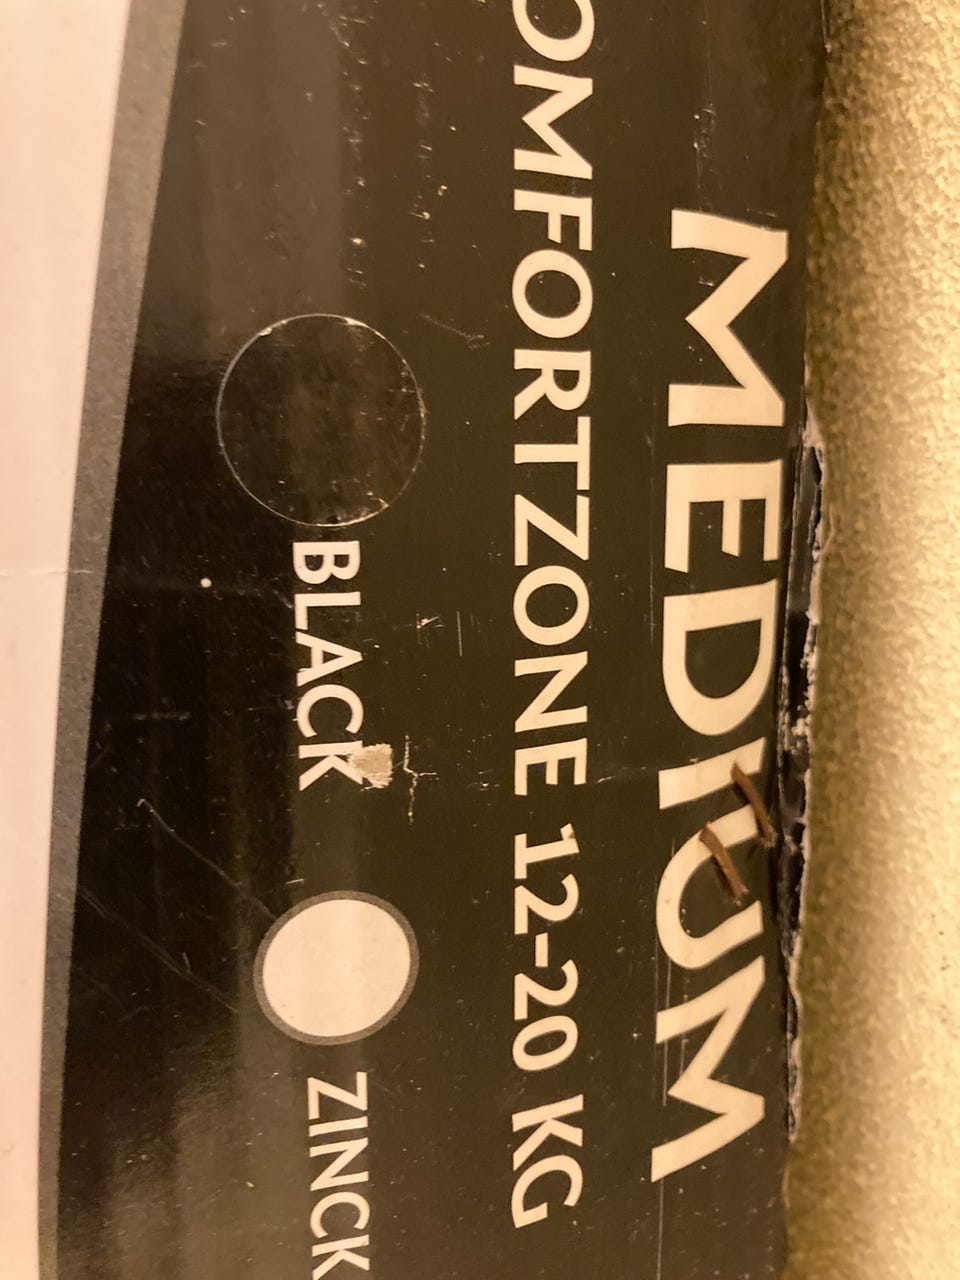 MEDIUM
OMFORTZONE 12-20 KG
BLACK
ZINCK